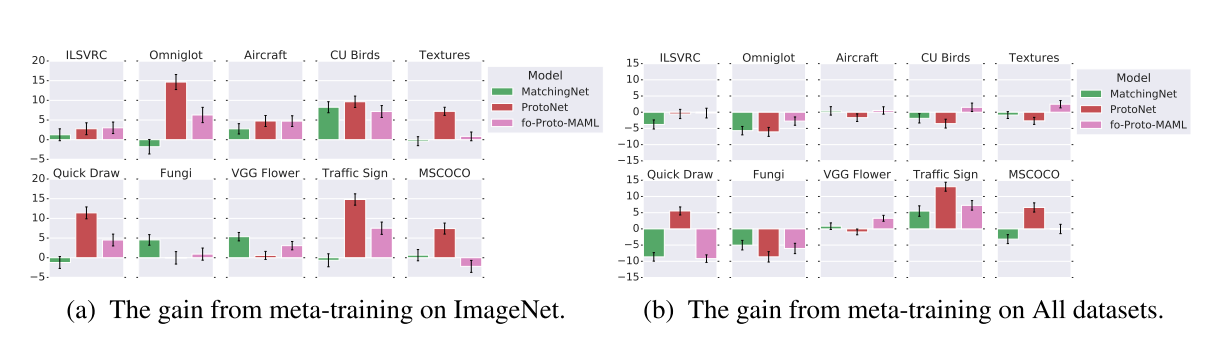 ILSVRC Omniglot Aircraft CU Birds Textures
20
15
10
5
0
−5
Model
MatchingNet
ProtoNet
fo-Proto-MAML
Quick Draw Fungi VGG Flower Traffic Sign MSCOCO
20
15
10
5
0
−5
(a) The gain from meta-training on ImageNet.
ILSVRC Omniglot Aircraft CU Birds Textures
15
10
5
0
−5
−10
−15
Model
MatchingNet
ProtoNet
fo-Proto-MAML
Quick Draw Fungi VGG Flower Traffic Sign MSCOCO
15
10
5
0
−5
−10
−15
(b) The gain from meta-training on All datasets.